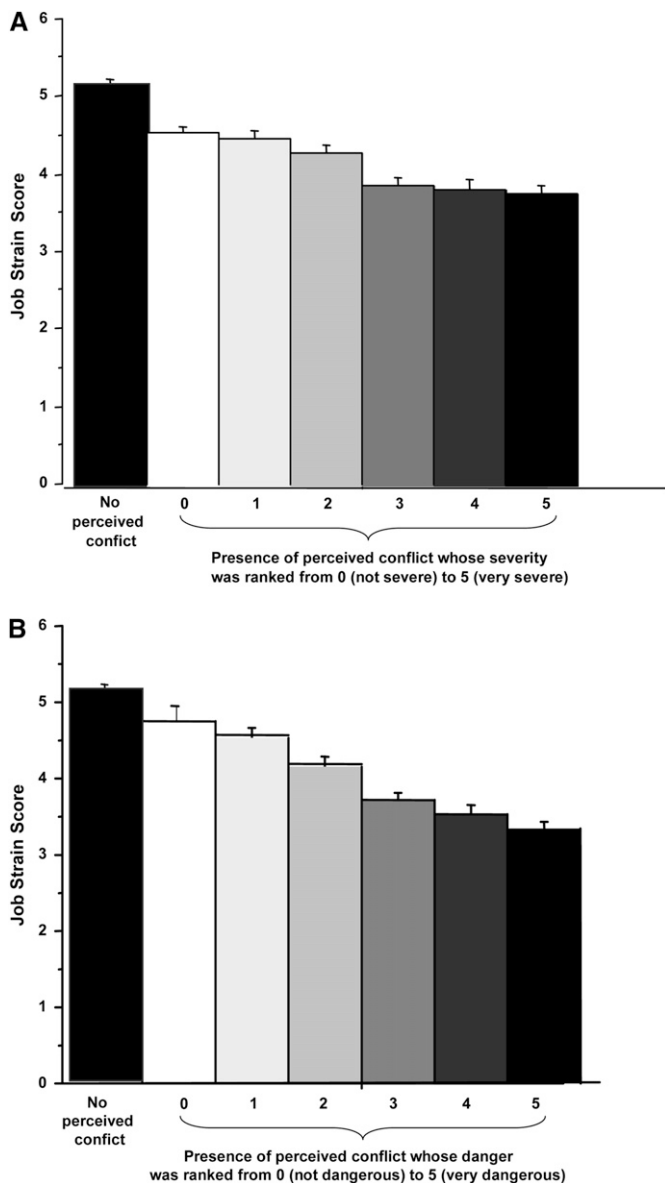 A
6
5
4
3
2
1
0
Job Strain Score
No
perceived
confict
0 1 2 3 4 5
Presence of perceived conflict whose severity
was ranked from 0 (not severe) to 5 (very severe)
B
6
5
4
3
2
1
0
Job Strain Score
No
perceived
confict
0 1 2 3 4 5
Presence of perceived conflict whose danger
was ranked from 0 (not dangerous) to 5 (very dangerous)